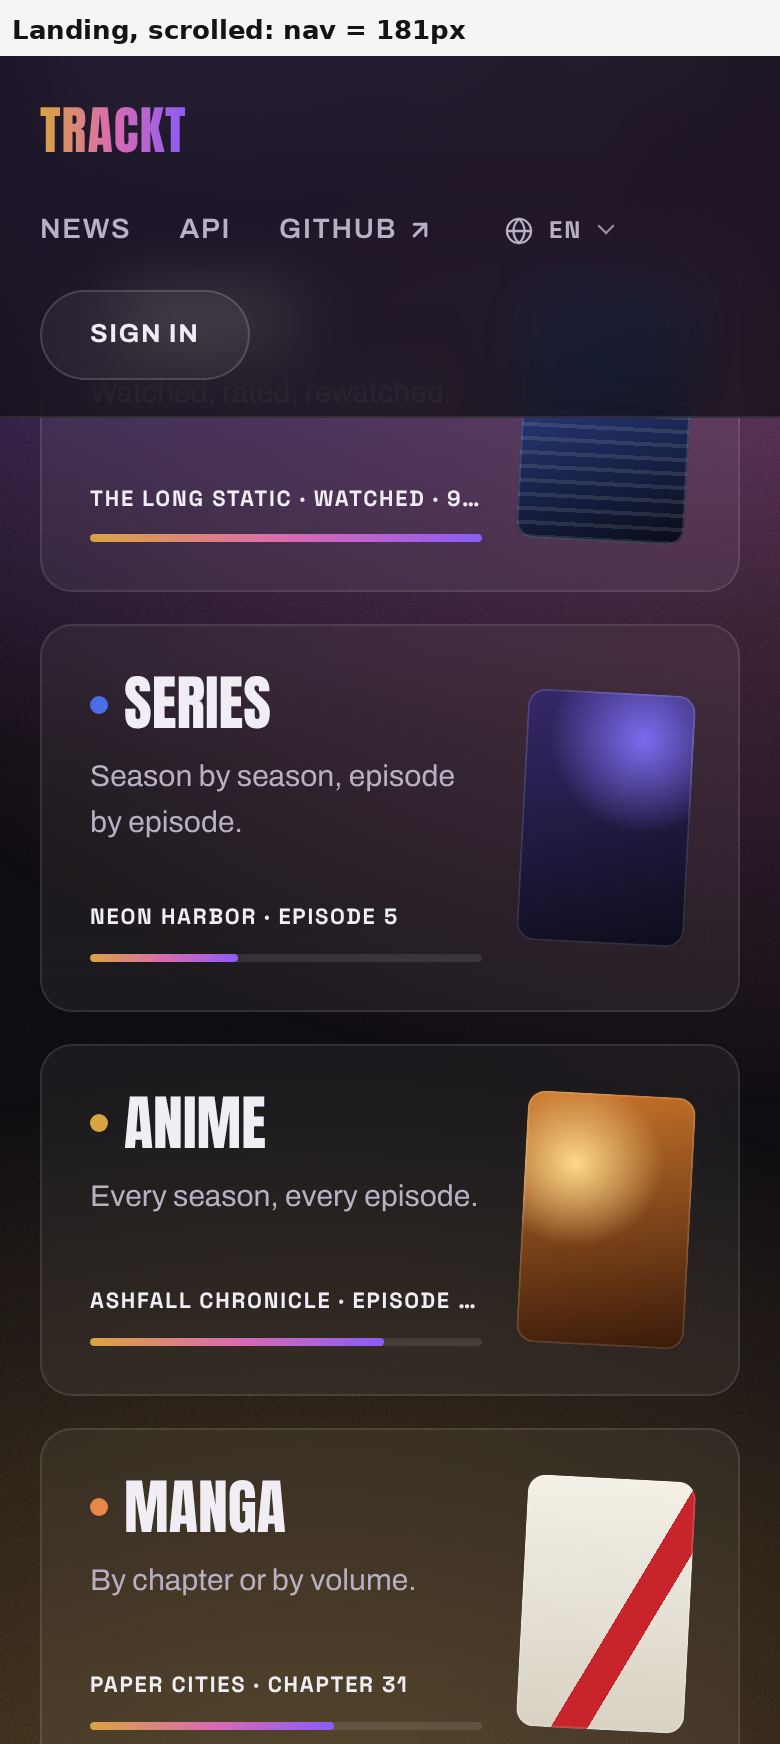 Landing, scrolled: nav = 181px
TRACKT
NEWS API GITHUB ↗ EN
SIGN IN
Watched, rated, rewatched.
THE LONG STATIC · WATCHED · 9…
SERIES
Season by season, episode
by episode.
NEON HARBOR · EPISODE 5
ANIME
Every season, every episode.
ASHFALL CHRONICLE · EPISODE …
MANGA
By chapter or by volume.
PAPER CITIES · CHAPTER 31